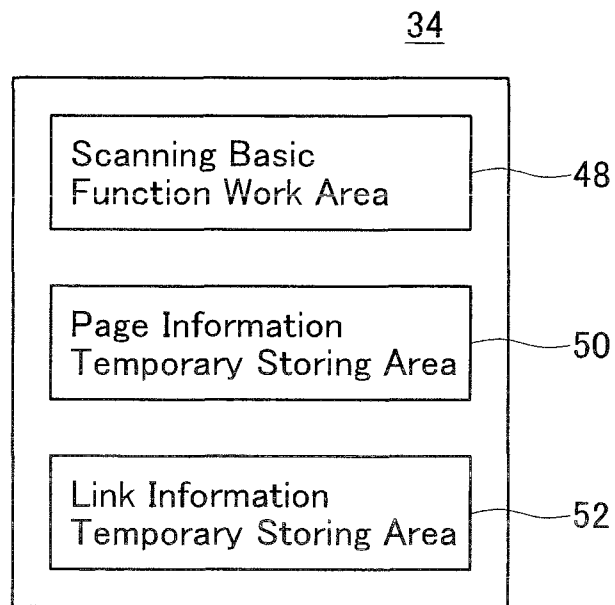 34
Scanning Basic
Function Work Area
48
Page Information
Temporary Storing Area
50
Link Information
Temporary Storing Area
52